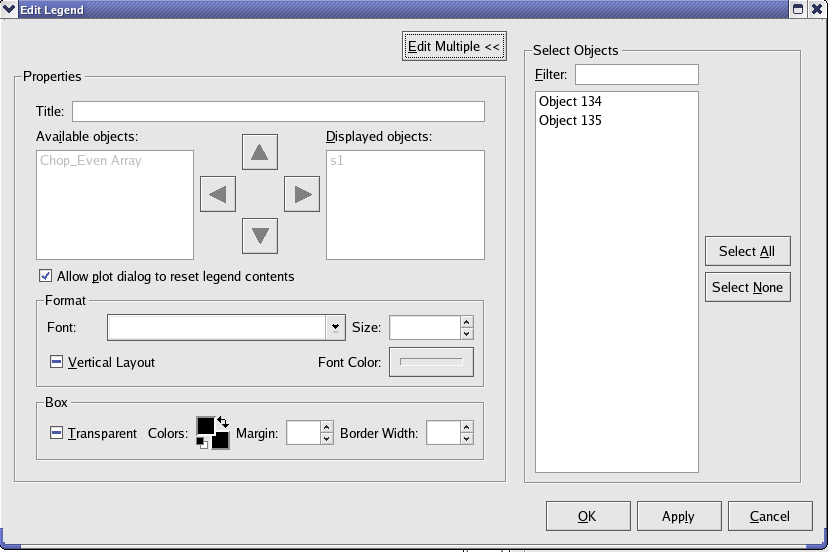 Edit Legend
Edit Multiple <<
Properties
Title:
Available objects:
Displayed objects:
Chop_Even Array
s1
Allow plot dialog to reset legend contents
Format
Font:
Size:
Vertical Layout
Font Color:
Box
Transparent
Colors:
Margin:
Border Width:
Select Objects
Filter:
Object 134
Object 135
Select All
Select None
OK
Apply
Cancel